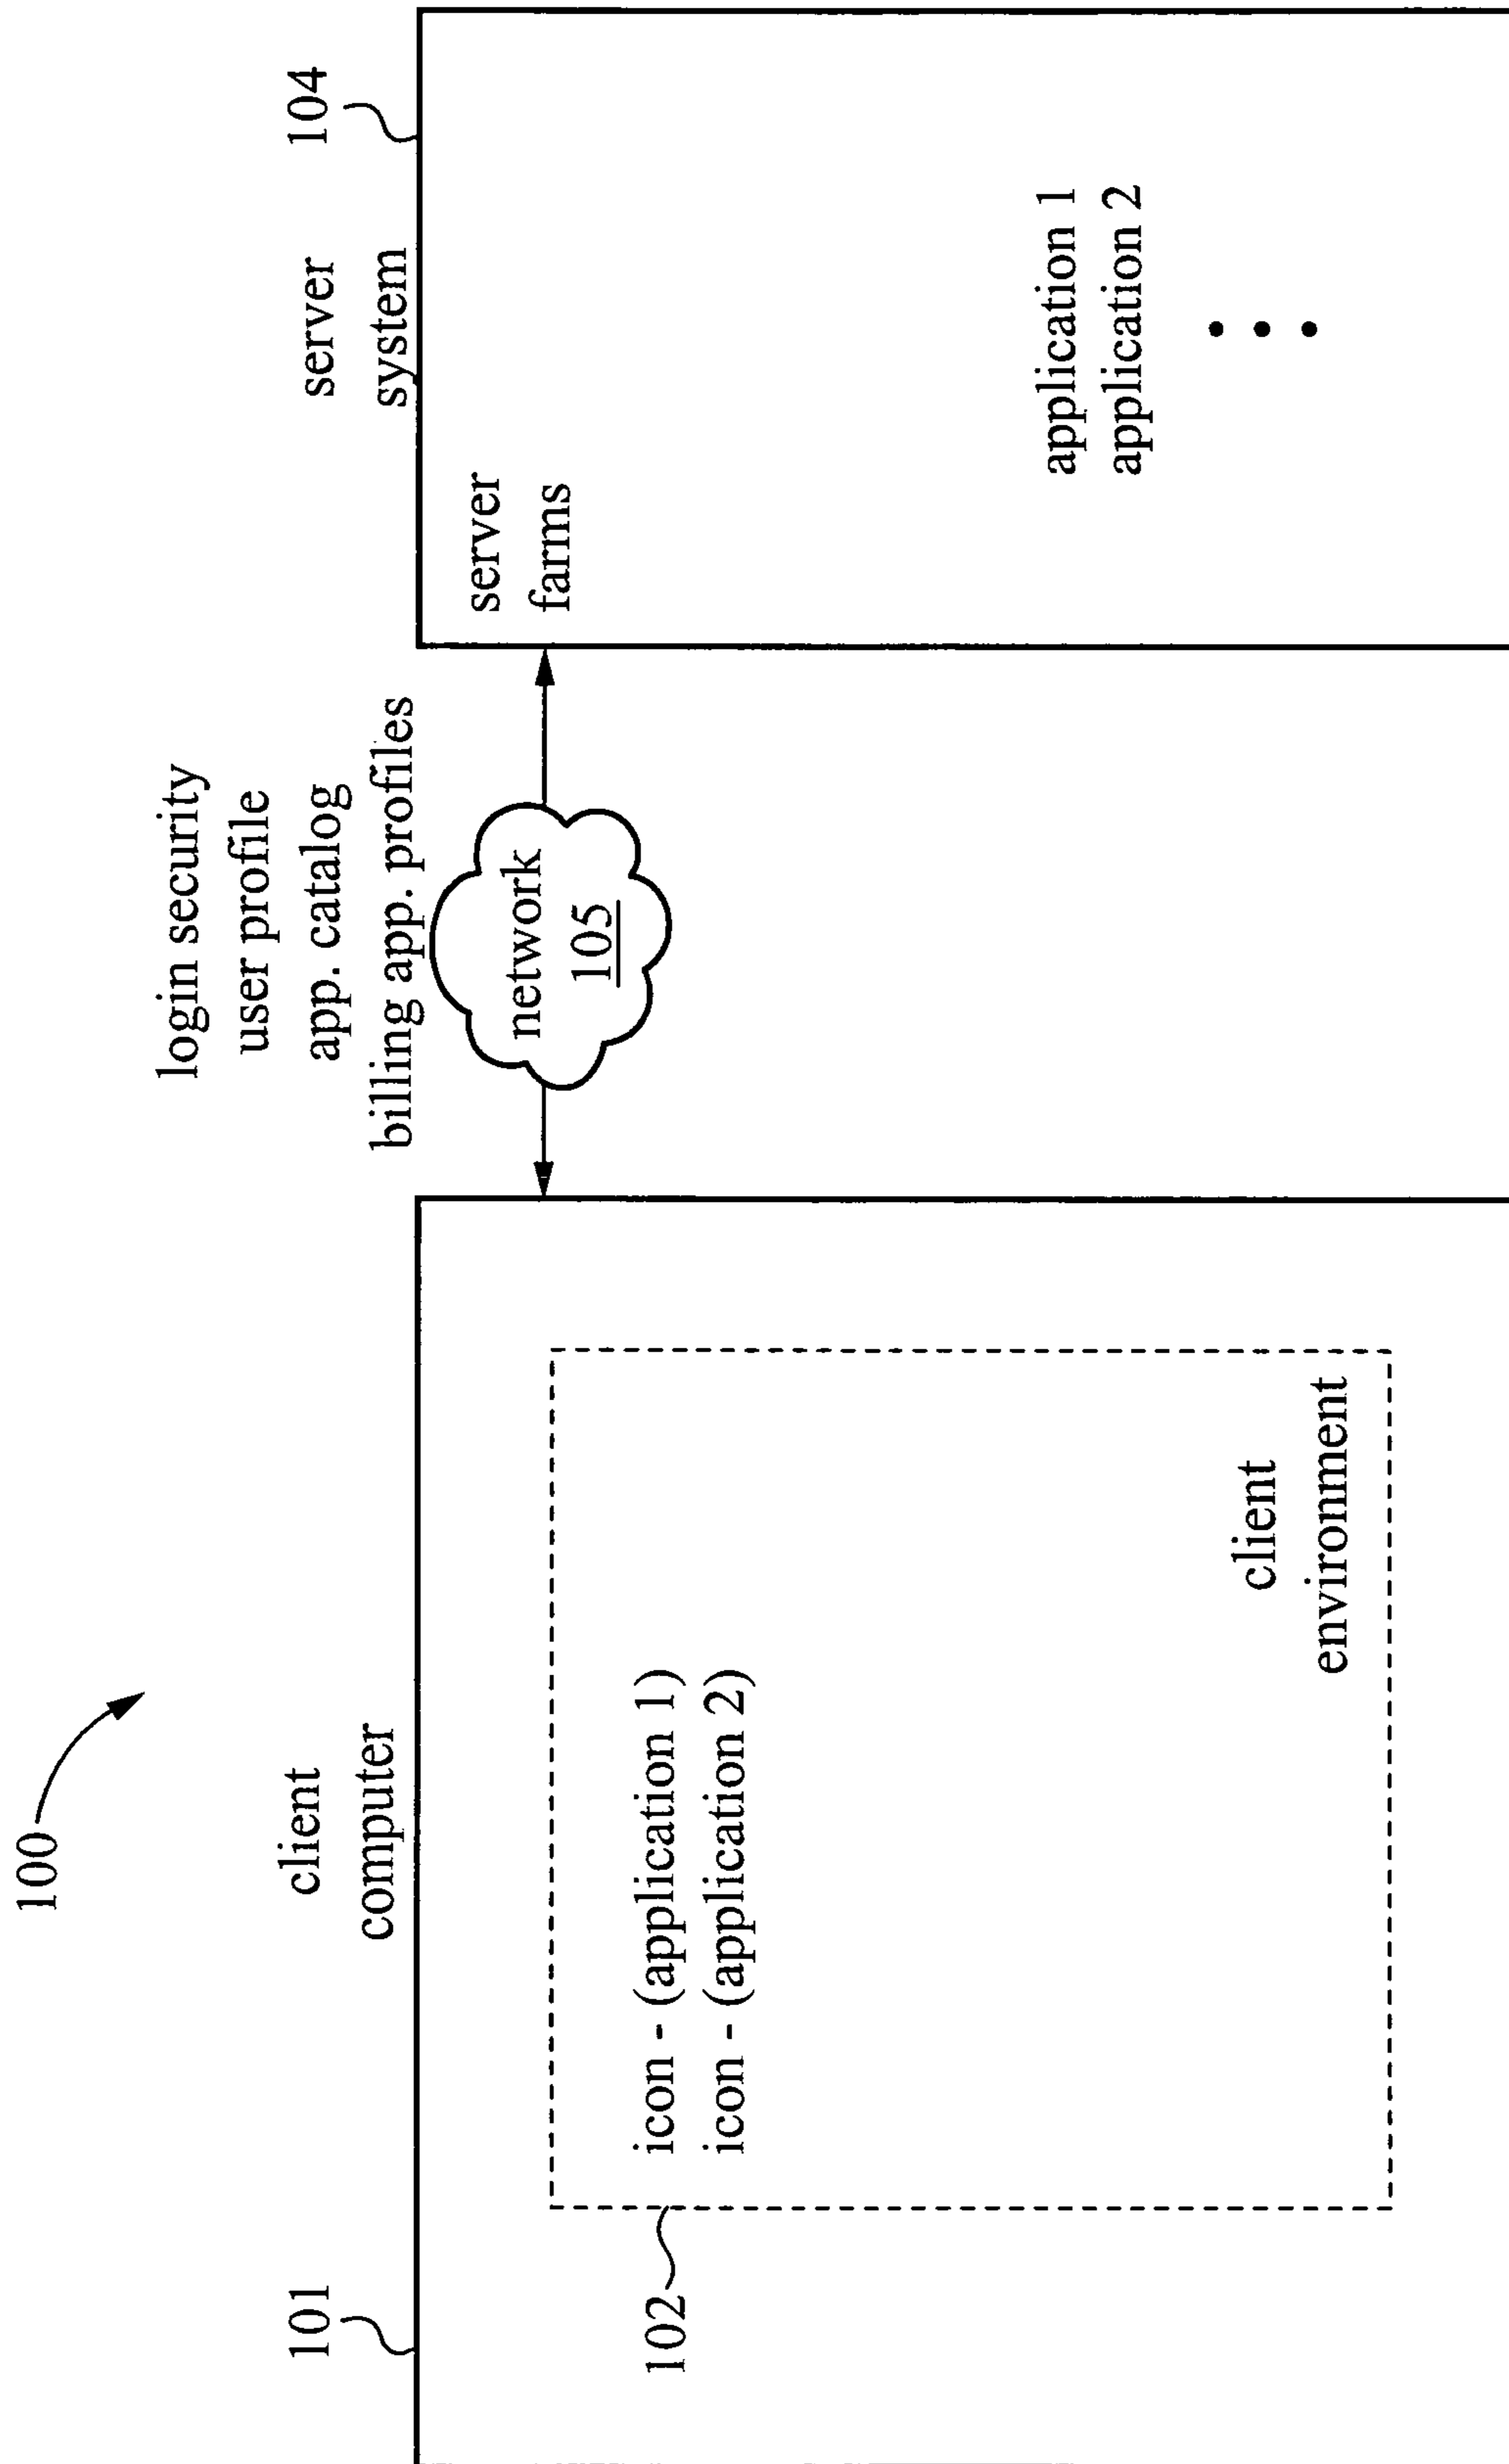 100
client
computer
101
102
icon - (application 1)
icon - (application 2)
client
environment
login security
user profile
app. catalog
billing app. profiles
network
105
server
system
104
server
farms
application 1
application 2